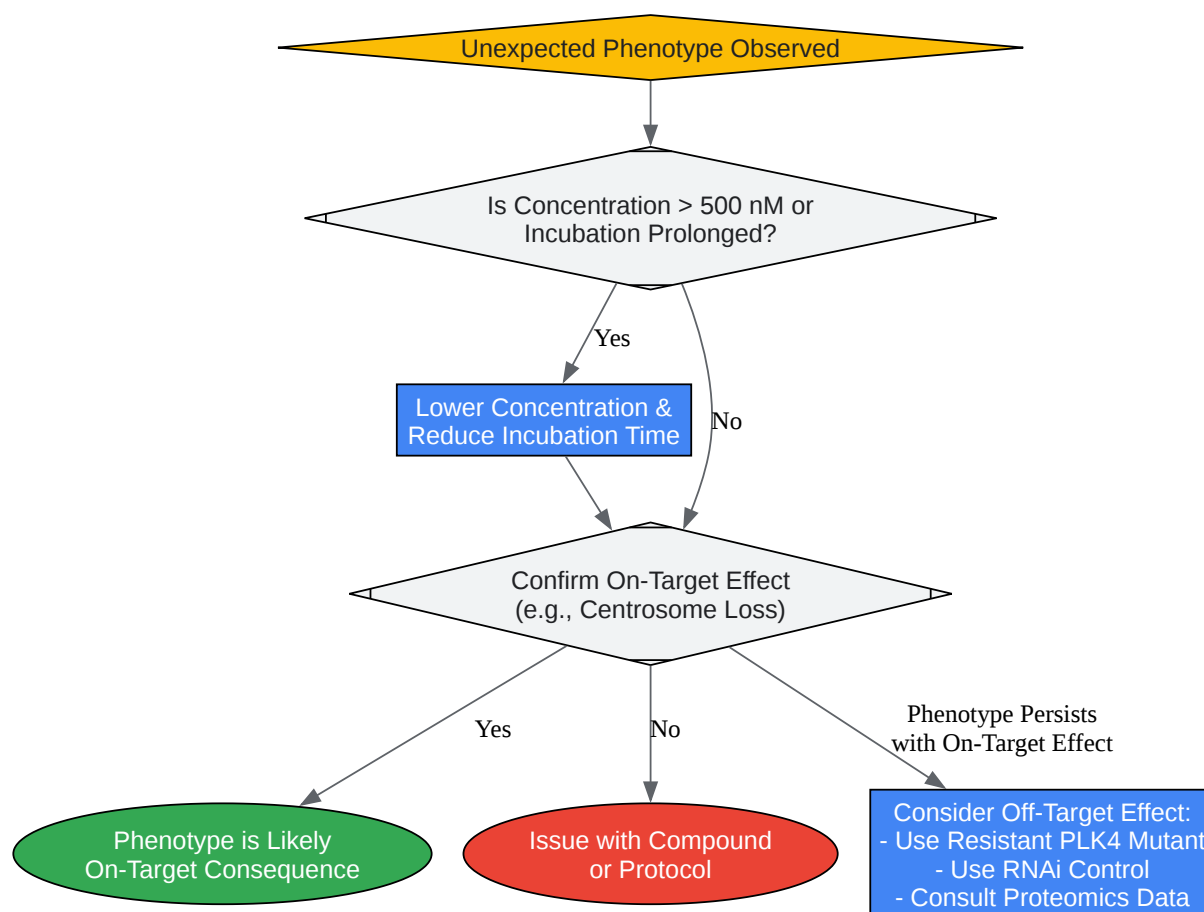 Unexpected Phenotype Observed
Is Concentration > 500 nM or
Incubation Prolonged?
Yes
Lower Concentration &
Reduce Incubation Time
No
Confirm On-Target Effect
(e.g., Centrosome Loss)
Yes
No
Phenotype Persists
with On-Target Effect
Phenotype is Likely
On-Target Consequence
Issue with Compound
or Protocol
Consider Off-Target Effect:
- Use Resistant PLK4 Mutant
- Use RNAi Control
- Consult Proteomics Data